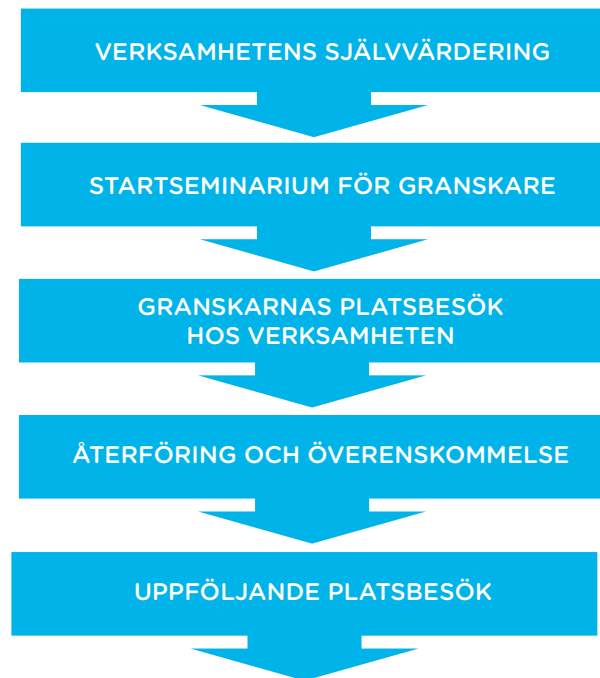 VERKSAMHETENS SJÄLVVÄRDERING
STARTSEMINARIUM FÖR GRANSKARE
GRANSKARNAS PLATSBESÖK
HOS VERKSAMHETEN
ÅTERFÖRING OCH ÖVERENSKOMMELSE
UPPFÖLJANDE PLATSBESÖK